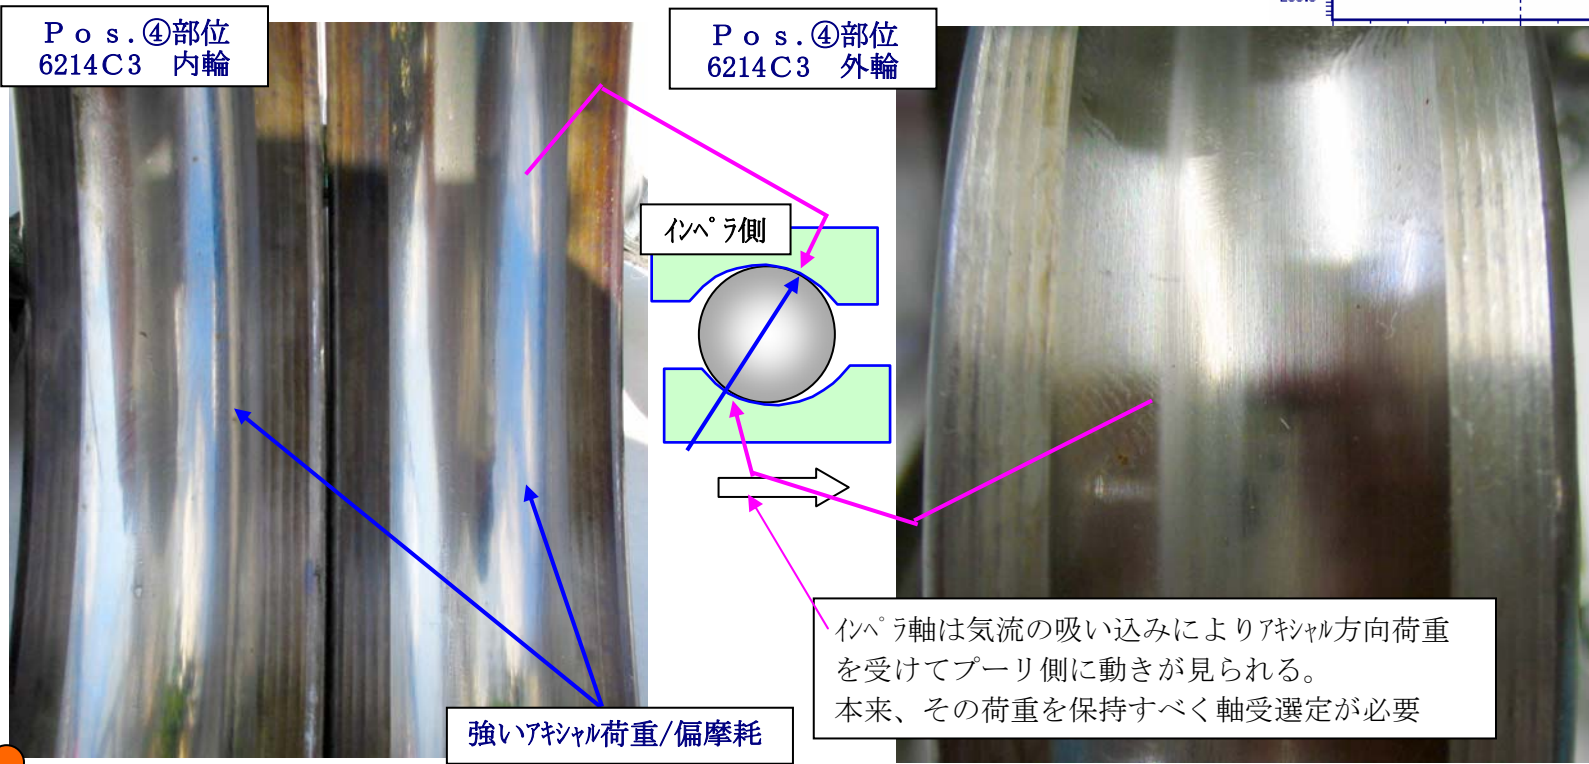 Ｐｏｓ.④部位
6214Ｃ3　内輪
Ｐｏｓ.④部位
6214Ｃ3　外輪
ｲﾝﾍﾟﾗ側
ｲﾝﾍﾟﾗ軸は気流の吸い込みによりｱｷｼｬﾙ方向荷重
を受けてプーリ側に動きが見られる。
本来、その荷重を保持すべく軸受選定が必要
強いｱｷｼｬﾙ荷重/偏摩耗